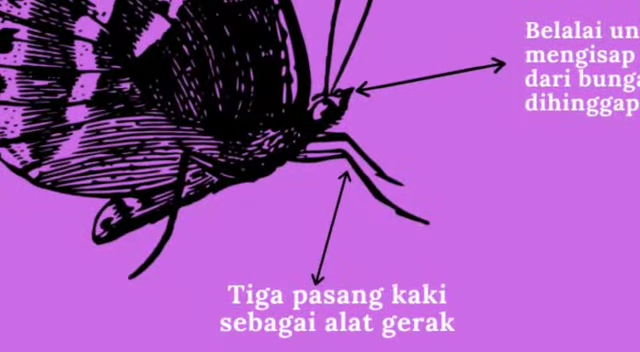 Belalai un
mengisap
dari bunga
dihinggap
Tiga pasang kaki
sebagai alat gerak